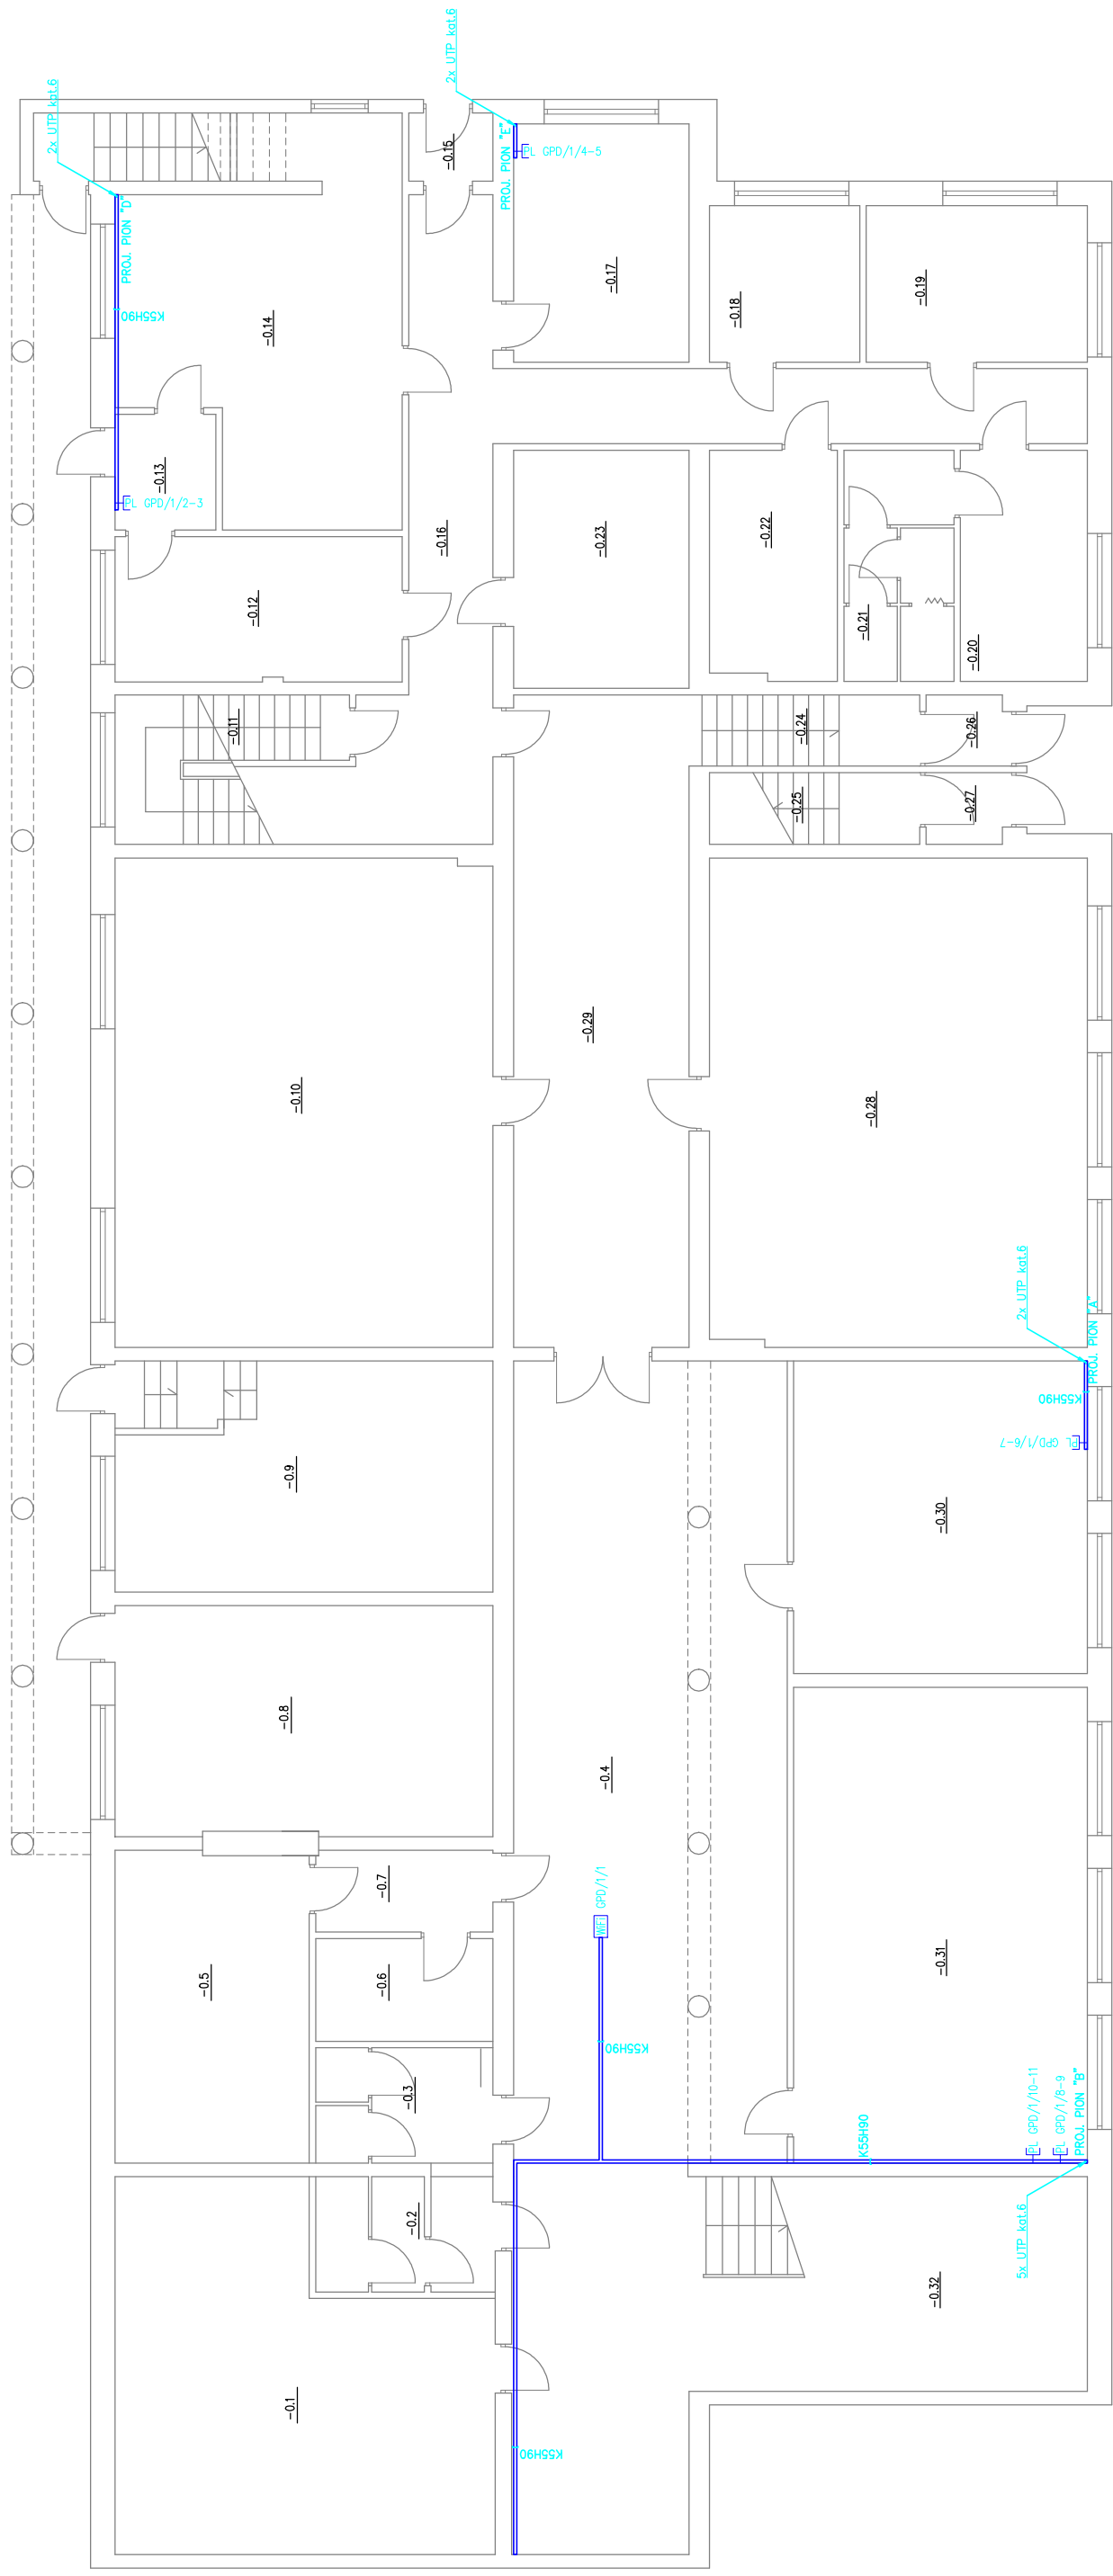 2x UTP kat.6
2x UTP kat.6
PROJ. PION "D"
PROJ. PION "E"
PL GPD/1/4-5
K55H90
-0.15
-0.14
-0.17
-0.18
-0.19
-0.13
PL GPD/1/2-3
-0.12
-0.16
-0.23
-0.22
-0.21
-0.20
-0.11
-0.24
-0.25
-0.26
-0.27
-0.29
-0.10
-0.28
2x UTP kat.6
PROJ. PION "A"
K55H90
PL GPD/1/6-7
-0.9
-0.30
-0.8
-0.4
-0.7
WiFi GPD/1/1
-0.5
-0.6
-0.31
K55H90
-0.3
K55H90
PL GPD/1/10-11
PL GPD/1/8-9
PROJ. PION "B"
5x UTP kat.6
-0.2
-0.32
-0.1
K55H90